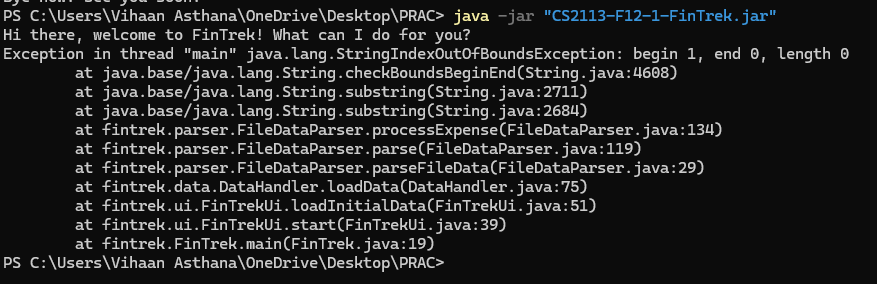 PS C:\Users\Vihaan Asthana\OneDrive\Desktop\PRAC> java -jar "CS2113-F12-1-FinTrek.jar"
Hi there, welcome to FinTrek! What can I do for you?
Exception in thread "main" java.lang.StringIndexOutOfBoundsException: begin 1, end 0, length 0
        at java.base/java.lang.String.checkBoundsBeginEnd(String.java:4608)
        at java.base/java.lang.String.substring(String.java:2711)
        at java.base/java.lang.String.substring(String.java:2684)
        at fintrek.parser.FileDataParser.processExpense(FileDataParser.java:134)
        at fintrek.parser.FileDataParser.parse(FileDataParser.java:119)
        at fintrek.parser.FileDataParser.parseFileData(FileDataParser.java:29)
        at fintrek.data.DataHandler.loadData(DataHandler.java:75)
        at fintrek.ui.FinTrekUi.loadInitialData(FinTrekUi.java:51)
        at fintrek.ui.FinTrekUi.start(FinTrekUi.java:39)
        at fintrek.FinTrek.main(FinTrek.java:19)
PS C:\Users\Vihaan Asthana\OneDrive\Desktop\PRAC>